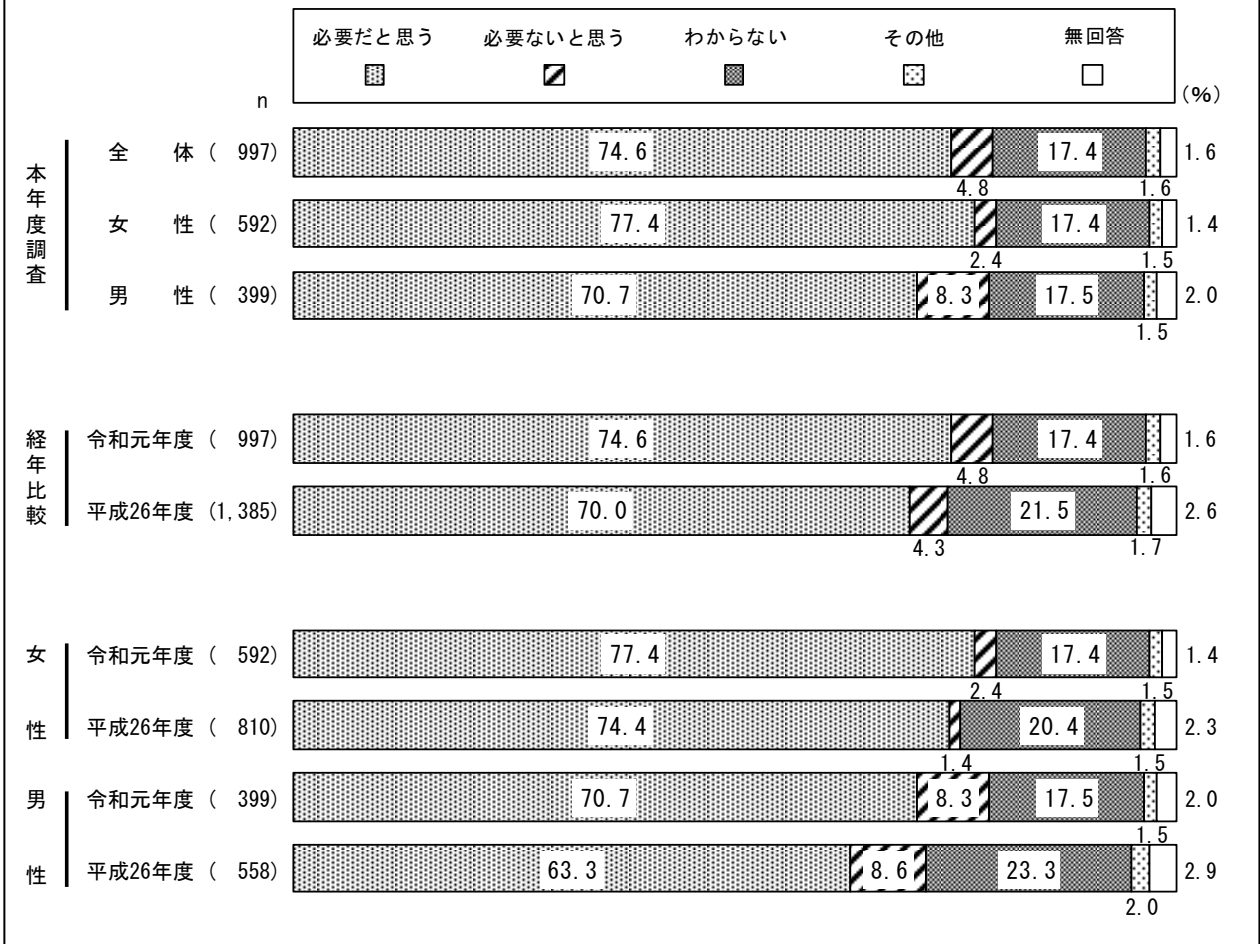 必要だと思う 必要ないと思う わからない その他 無回答
n (%)
本年度調査
全 体 ( 997) 74.6 17.4 1.6
4.8 1.6
女 性 ( 592) 77.4 17.4 1.4
2.4 1.5
男 性 ( 399) 70.7 8.3 17.5 2.0
1.5
経年比較
令和元年度 ( 997) 74.6 17.4 1.6
4.8 1.6
平成26年度 (1,385) 70.0 21.5 2.6
4.3 1.7
女性
令和元年度 ( 592) 77.4 17.4 1.4
2.4 1.5
平成26年度 ( 810) 74.4 20.4 2.3
1.4 1.5
男性
令和元年度 ( 399) 70.7 8.3 17.5 2.0
1.5
平成26年度 ( 558) 63.3 8.6 23.3 2.9
2.0